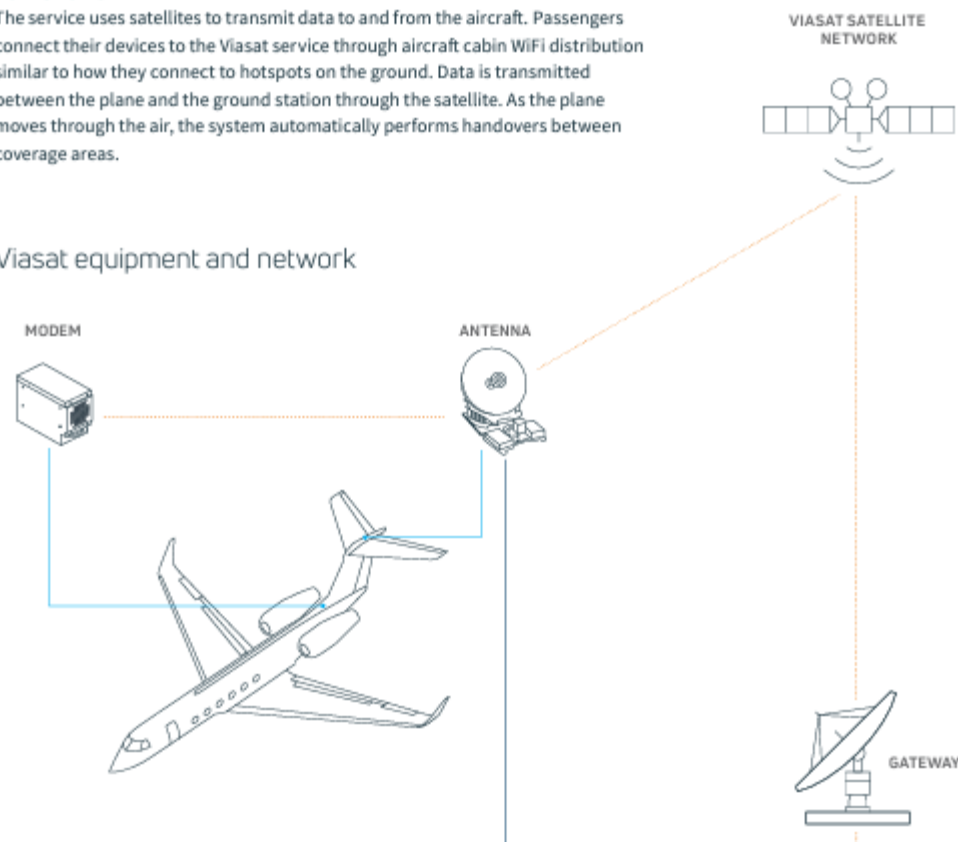 The service uses satellites to transmit data to and from the aircraft. Passengers
connect their devices to the Viasat service through aircraft cabin WiFi distribution
similar to how they connect to hotspots on the ground. Data is transmitted
between the plane and the ground station through the satellite. As the plane
moves through the air, the system automatically performs handovers between
coverage areas.
VIASAT SATELLITE
NETWORK
Viasat equipment and network
MODEM
ANTENNA
GATEWAY